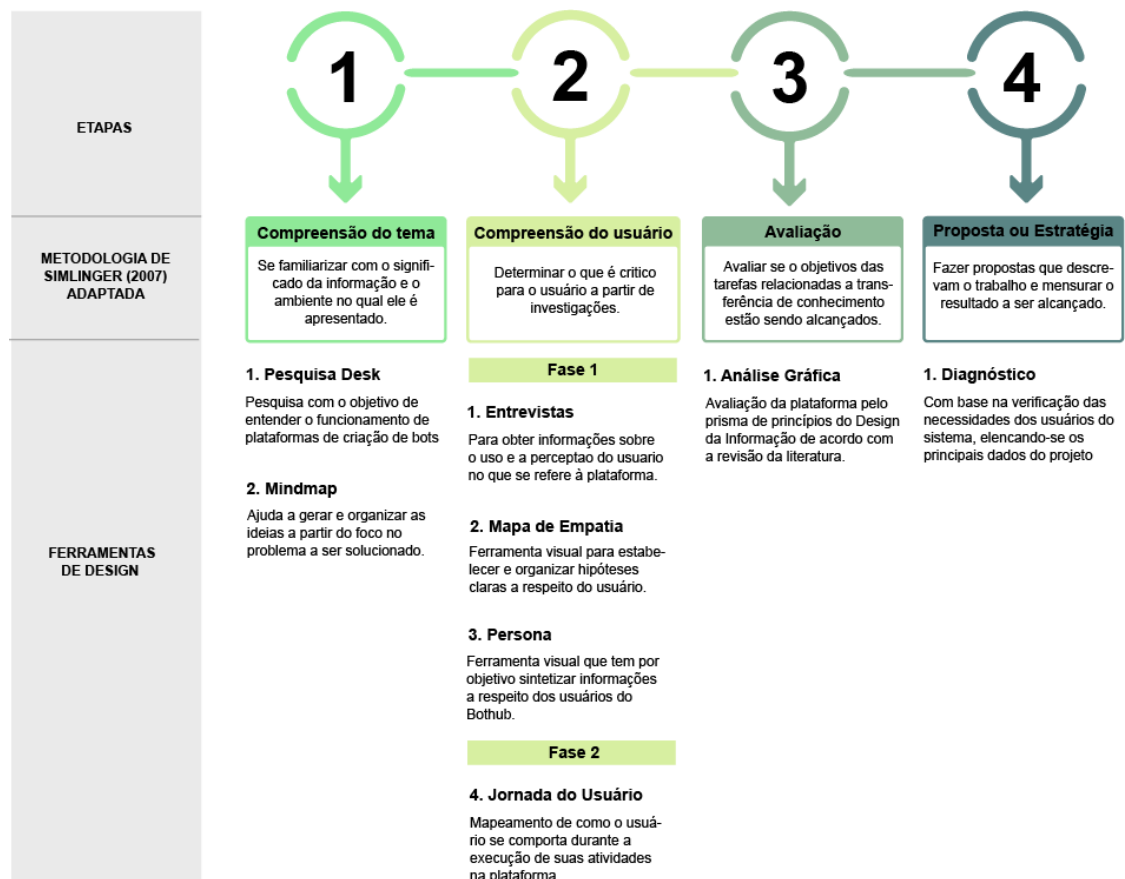 ETAPAS
1
2
3
4
METODOLOGIA DE
SIMLINGER (2007)
ADAPTADA
Compreensão do tema
Se familiarizar com o signifi-
cado da informação e o
ambiente no qual ele é
apresentado.
Compreensão do usuário
Determinar o que é critico
para o usuário a partir de
investigações.
Avaliação
Avaliar se o objetivos das
tarefas relacionadas a trans-
ferência de conhecimento
estão sendo alcançados.
Proposta ou Estratégia
Fazer propostas que descre-
vam o trabalho e mensurar o
resultado a ser alcançado.
FERRAMENTAS
DE DESIGN
1. Pesquisa Desk
Pesquisa com o objetivo de
entender o funcionamento de
plataformas de criação de bots
2. Mindmap
Ajuda a gerar e organizar as
ideias a partir do foco no
problema a ser solucionado.
Fase 1
1. Entrevistas
Para obter informações sobre
o uso e a perceptao do usuario
no que se refere à plataforma.
2. Mapa de Empatia
Ferramenta visual para estabe-
lecer e organizar hipóteses
claras a respeito do usuário.
3. Persona
Ferramenta visual que tem por
objetivo sintetizar informações
a respeito dos usuários do
Bothub.
Fase 2
4. Jornada do Usuário
Mapeamento de como o usuá-
rio se comporta durante a
execução de suas atividades
na plataforma
1. Análise Gráfica
Avaliação da plataforma pelo
prisma de princípios do Design
da Informação de acordo com
a revisão da literatura.
1. Diagnóstico
Com base na verificação das
necessidades dos usuários do
sistema, elencando-se os
principais dados do projeto